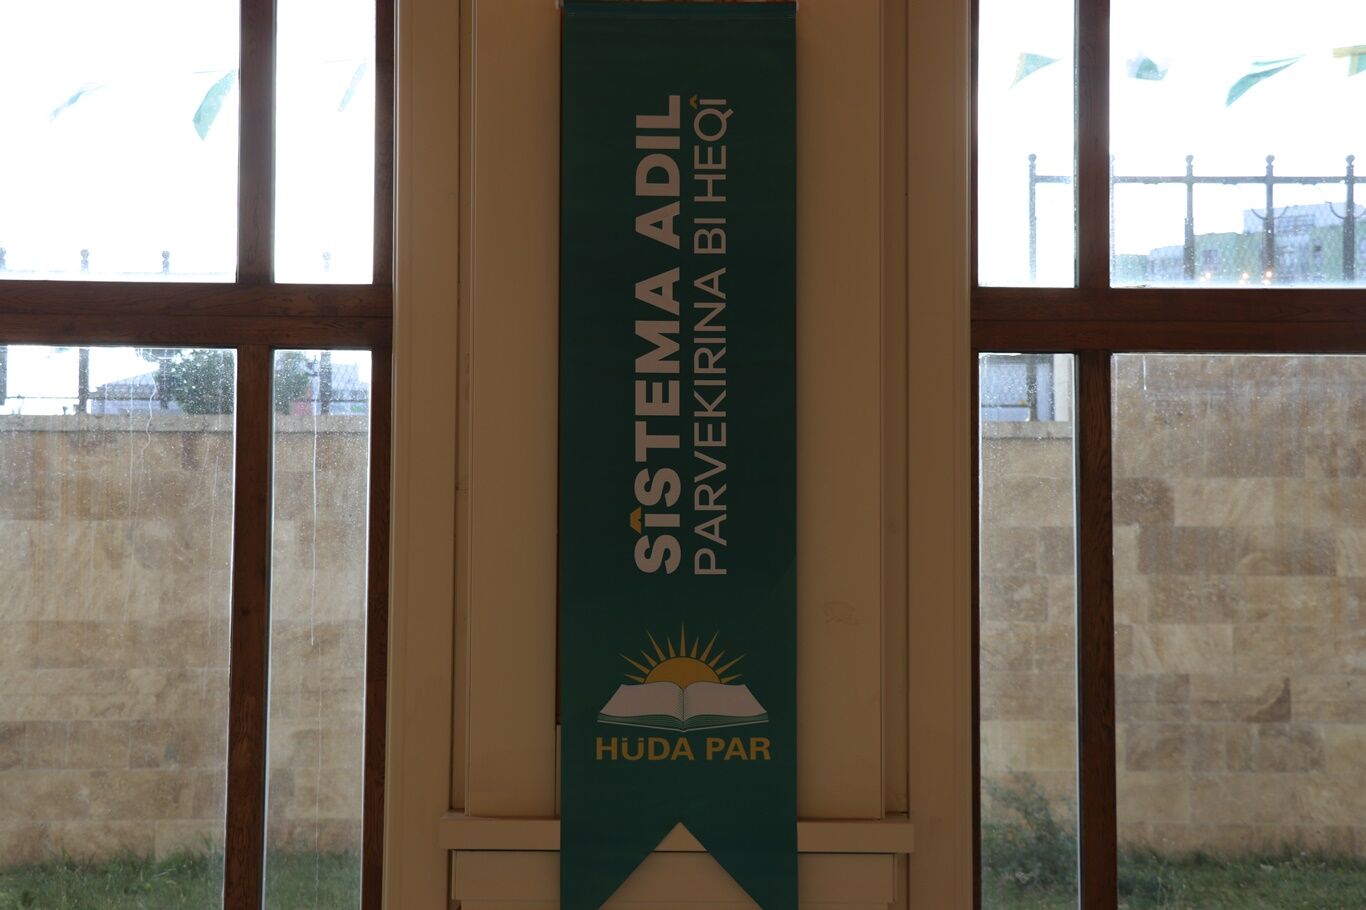 SÎSTEMA ADIL
PARVEKIRINA BI HEQÎ
HÜDA PAR